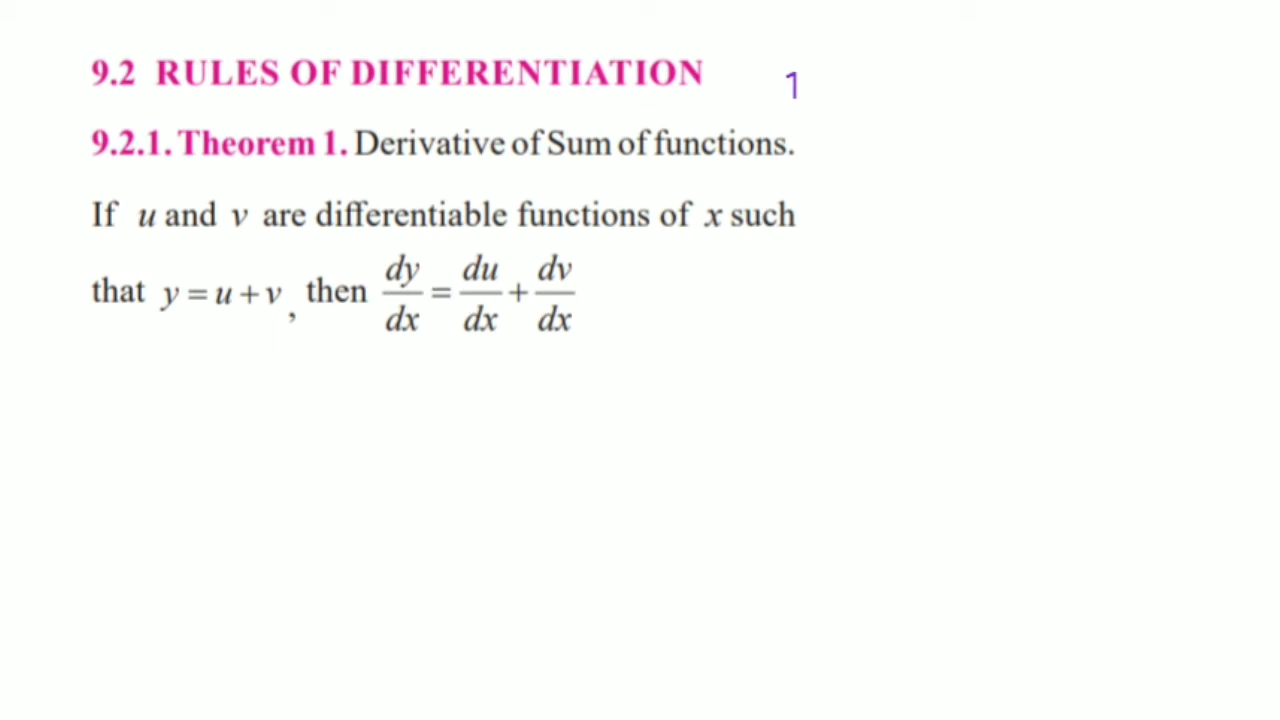 9.2 RULES OF DIFFERENTIATION 1
9.2.1. Theorem 1. Derivative of Sum of functions.
If u and v are differentiable functions of x such
that y = u + v , then dy/dx = du/dx + dv/dx